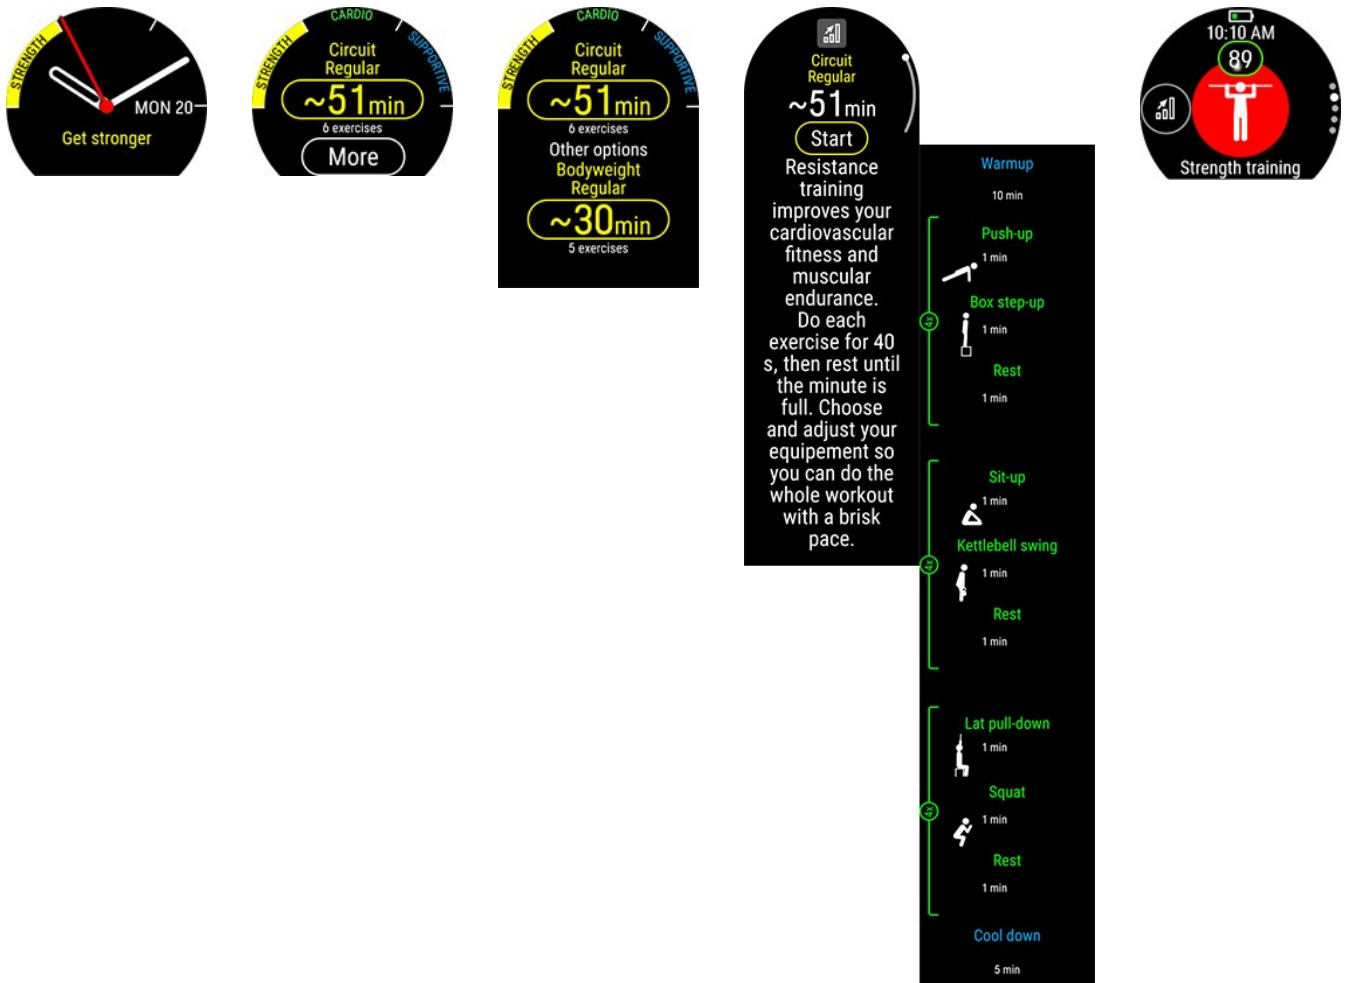 STRENGTH
MON 20
Get stronger
STRENGTH
CARDIO
SUPPORTIVE
Circuit
Regular
~51min
6 exercises
More
STRENGTH
CARDIO
SUPPORTIVE
Circuit
Regular
~51min
6 exercises
Other options
Bodyweight
Regular
~30min
5 exercises
Circuit
Regular
~51min
Start
Resistance
training
improves your
cardiovascular
fitness and
muscular
endurance.
Do each
exercise for 40
s, then rest until
the minute is
full. Choose
and adjust your
equipement so
you can do the
whole workout
with a brisk
pace.
Warmup
10 min
Push-up
1 min
Box step-up
4x
1 min
Rest
1 min
Sit-up
1 min
Kettlebell swing
4x
1 min
Rest
1 min
Lat pull-down
1 min
Squat
4x
1 min
Rest
1 min
Cool down
5 min
10:10 AM
89
Strength training